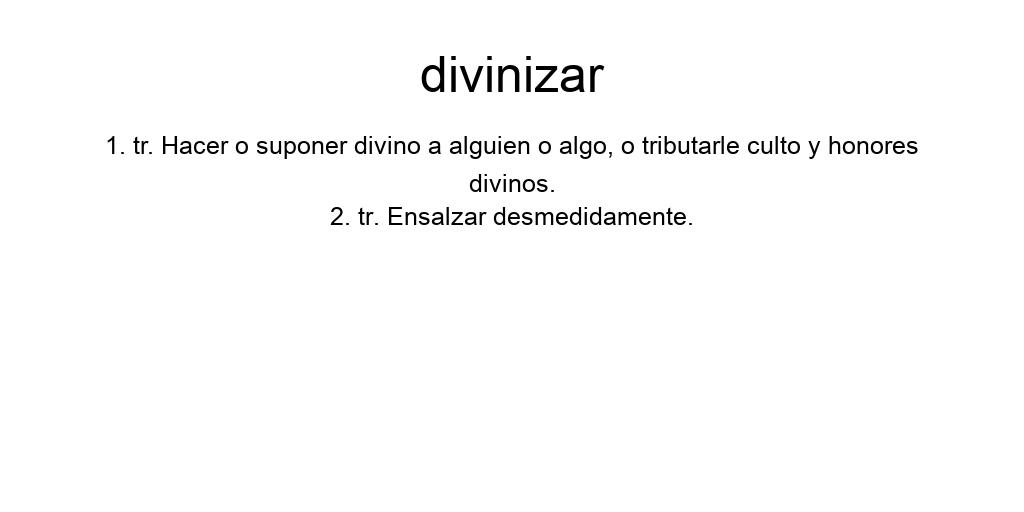 divinizar
1. tr. Hacer o suponer divino a alguien o algo, o tributarle culto y honores
divinos.
2. tr. Ensalzar desmedidamente.